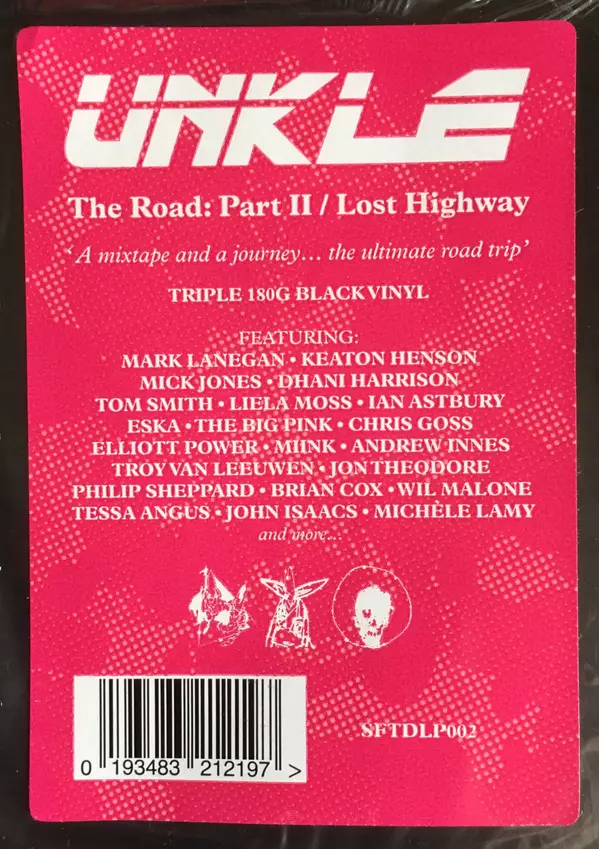 UNKLE
The Road: Part II / Lost Highway
‘A mixtape and a journey... the ultimate road trip’
TRIPLE 180G BLACK VINYL
FEATURING:
MARK LANEGAN • KEATON HENSON
MICK JONES • DHANI HARRISON
TOM SMITH • LIELA MOSS • IAN ASTBURY
ESKA • THE BIG PINK • CHRIS GOSS
ELLIOTT POWER • MIINK • ANDREW INNES
TROY VAN LEEUWEN • JON THEODORE
PHILIP SHEPPARD • BRIAN COX • WIL MALONE
TESSA ANGUS • JOHN ISAACS • MICHÈLE LAMY
and more...
SFTDLP002
0 193483 212197 >